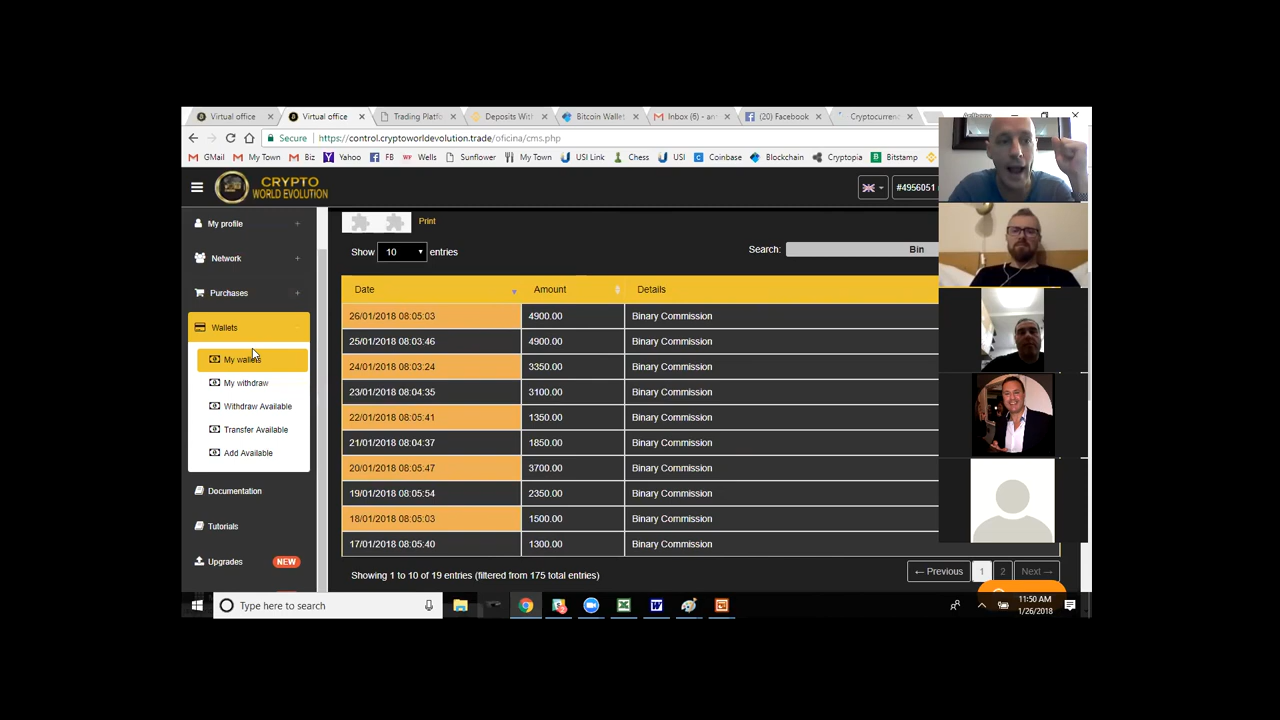 Virtual office
Virtual office
Trading Platf
Deposits With
Bitcoin Walle
Inbox (6) - an
(20) Facebook
Cryptocurrenc
Secure
https://control.cryptoworldevolution.trade/oficina/cms.php
GMail
My Town
Biz
Yahoo
FB
Wells
Sunflower
My Town
USI Link
Chess
USI
Coinbase
Blockchain
Cryptopia
Bitstamp
CRYPTO
WORLD EVOLUTION
#4956051
My profile
Network
Purchases
Wallets
My wallets
My withdraw
Withdraw Available
Transfer Available
Add Available
Documentation
Tutorials
Upgrades NEW
Print
Show 10 entries
Search: Bin
Date Amount Details
26/01/2018 08:05:03 4900.00 Binary Commission
25/01/2018 08:03:46 4900.00 Binary Commission
24/01/2018 08:03:24 3350.00 Binary Commission
23/01/2018 08:04:35 3100.00 Binary Commission
22/01/2018 08:05:41 1350.00 Binary Commission
21/01/2018 08:04:37 1850.00 Binary Commission
20/01/2018 08:05:47 3700.00 Binary Commission
19/01/2018 08:05:54 2350.00 Binary Commission
18/01/2018 08:05:03 1500.00 Binary Commission
17/01/2018 08:05:40 1300.00 Binary Commission
Showing 1 to 10 of 19 entries (filtered from 175 total entries)
← Previous 1 2 Next →
Type here to search
11:50 AM
1/26/2018